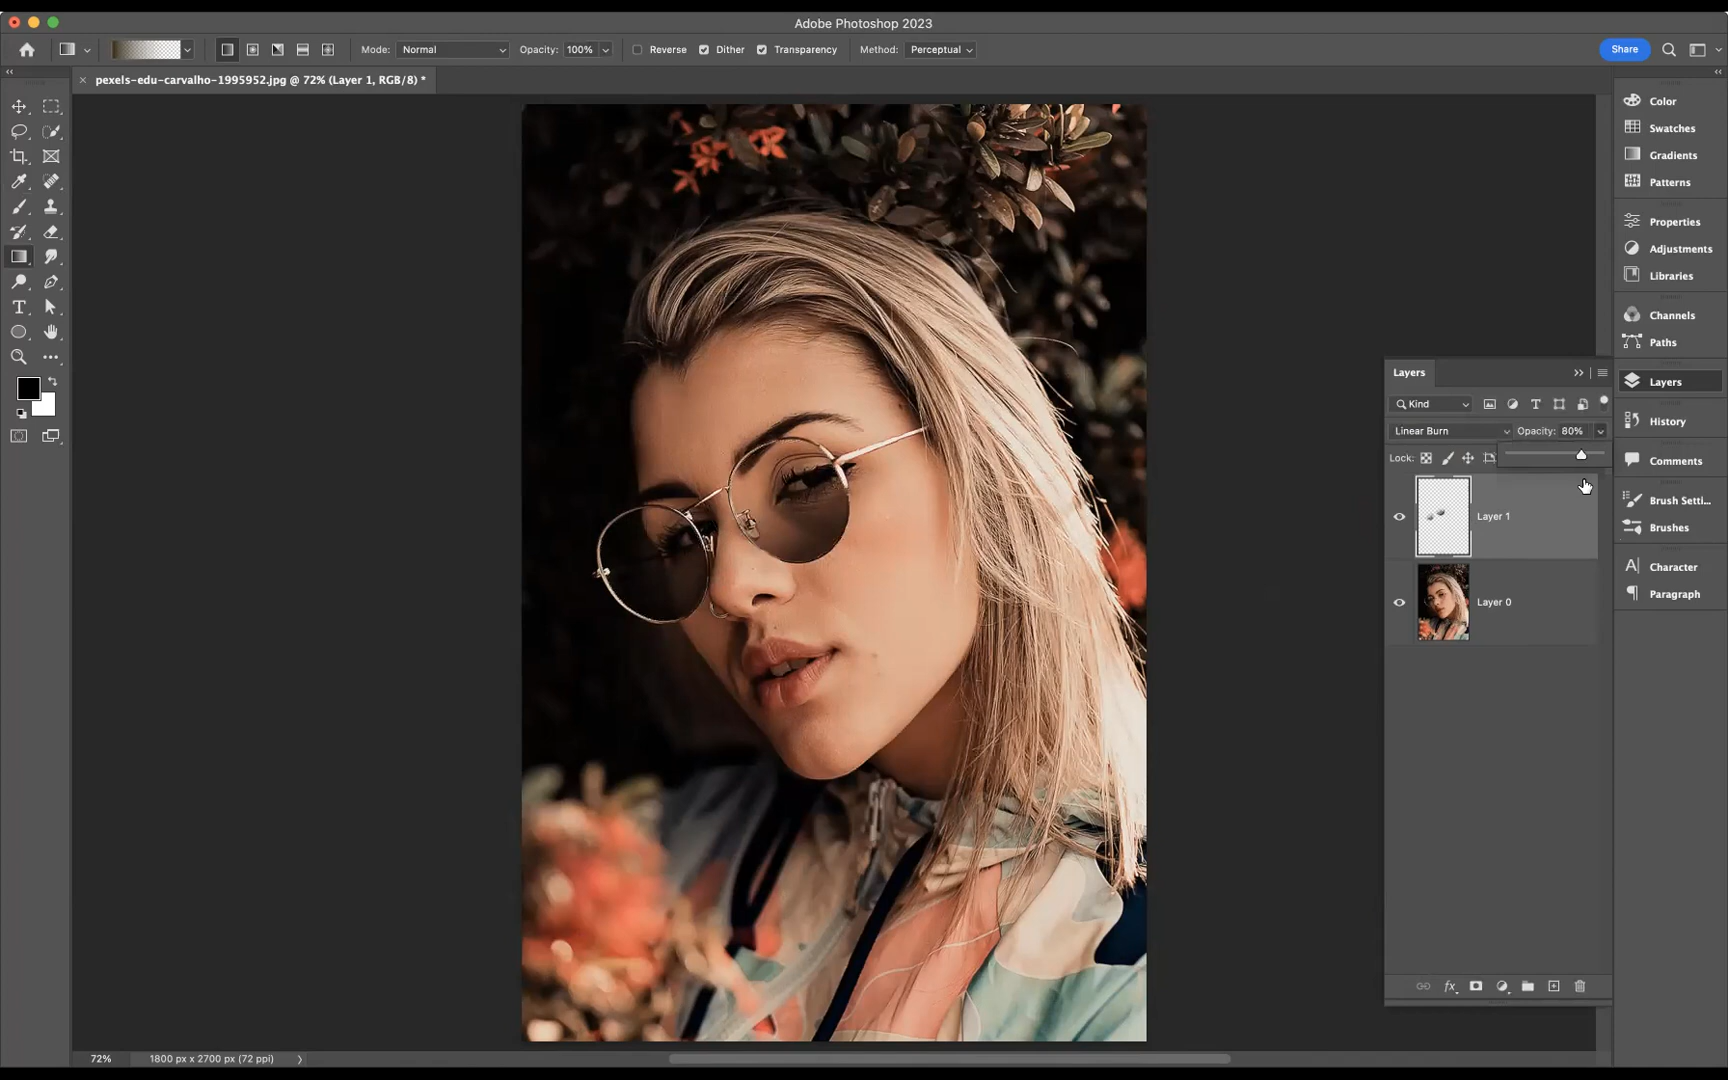 Adobe Photoshop 2023
Mode: Normal Opacity: 100% Reverse Dither Transparency Method: Perceptual Share
× pexels-edu-carvalho-1995952.jpg @ 72% (Layer 1, RGB/8) *
Color
Swatches
Gradients
Patterns
Properties
Adjustments
Libraries
Channels
Paths
Layers
History
Comments
Brush Setti...
Brushes
Character
Paragraph
Layers
Kind
Linear Burn Opacity: 80%
Lock:
Layer 1
Layer 0
72% 1800 px x 2700 px (72 ppi)